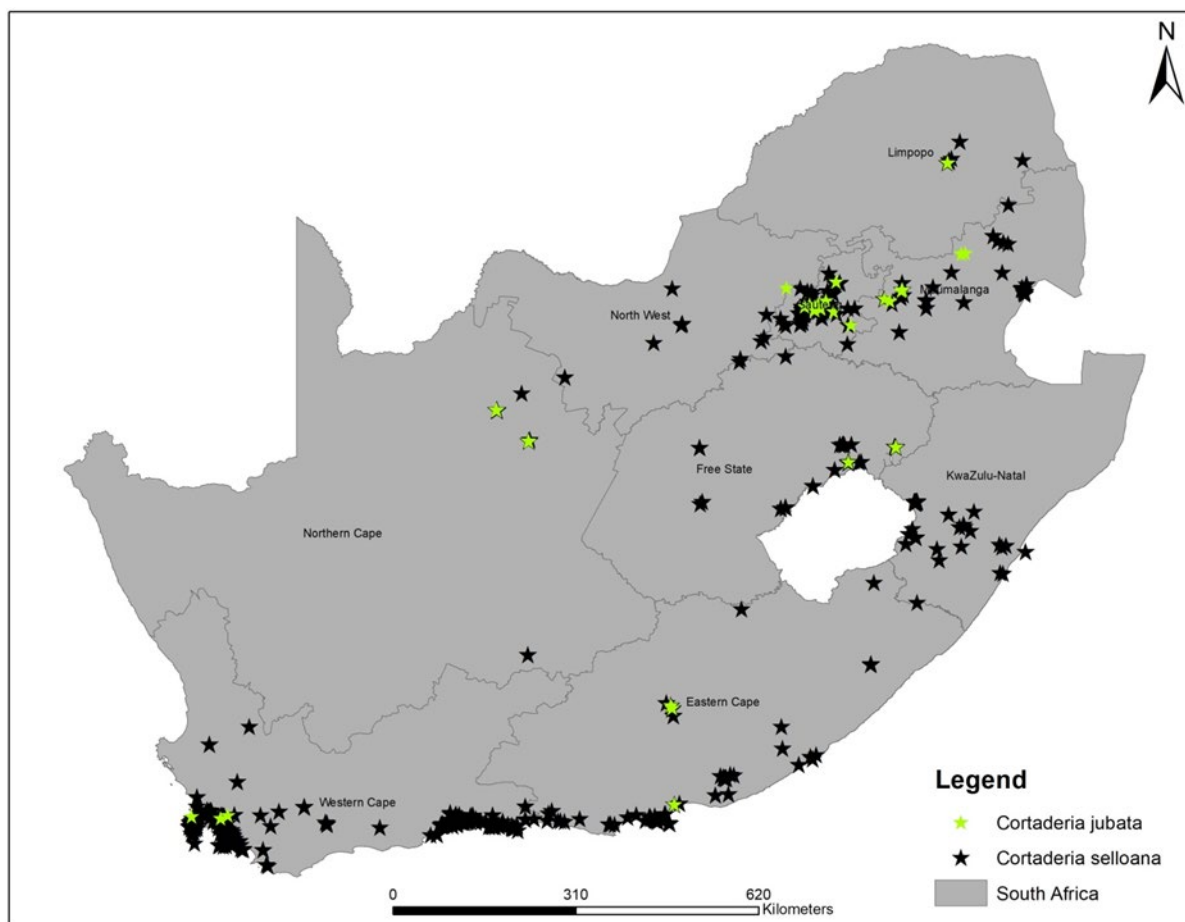 N
Limpopo
Mpumalanga
North West
Gauteng
Free State
KwaZulu-Natal
Northern Cape
Eastern Cape
Western Cape
Legend
Cortaderia jubata
Cortaderia selloana
South Africa
0 310 620
Kilometers